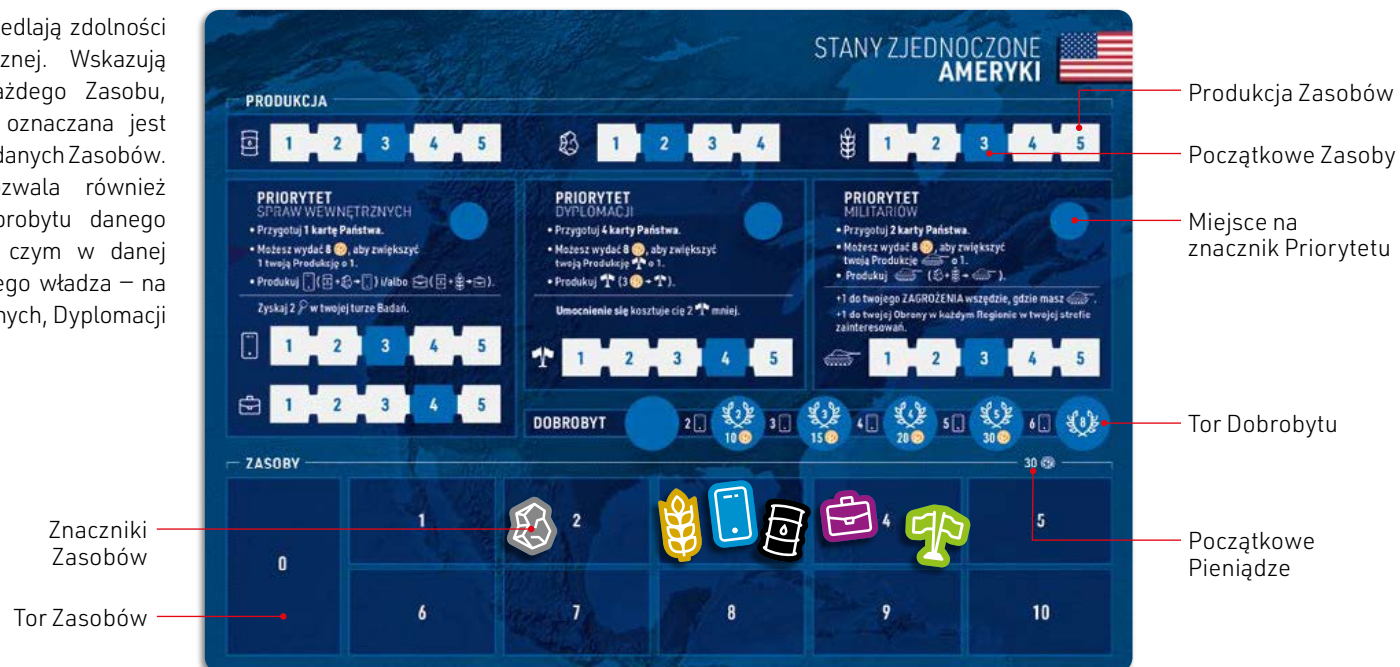 edlają zdolności
znej. Wskazują
ażdego Zasobu,
oznaczana jest
danych Zasobów.
zwala również
brobytu danego
czym w danej
ego władza – na
nych, Dyplomacji
STANY ZJEDNOCZONE
AMERYKI
PRODUKCJA
1 2 3 4 5
1 2 3 4
1 2 3 4 5
PRIORYTET
SPRAW WEWNĘTRZNYCH
• Przygotuj 1 kartę Państwa.
• Możesz wydać 8, aby zwiększyć
1 twoją Produkcję o 1.
• Produkuj ( + → ) i/albo ( + → ).
Zyskaj 2 w twojej turze Badań.
1 2 3 4 5
1 2 3 4 5
PRIORYTET
DYPLOMACJI
• Przygotuj 4 karty Państwa.
• Możesz wydać 8, aby zwiększyć
twoją Produkcję o 1.
• Produkuj (3 → ).
Umocnienie się kosztuje cię 2 mniej.
1 2 3 4 5
PRIORYTET
MILITARIÓW
• Przygotuj 2 karty Państwa.
• Możesz wydać 8, aby zwiększyć
twoją Produkcję o 1.
• Produkuj ( + → ).
+1 do twojego ZAGROŻENIA wszędzie, gdzie masz .
+1 do twojej Obrony w każdym Regionie w twojej strefie
zainteresowań.
1 2 3 4 5
DOBROBYT
2 2 10 3 3 15 4 4 20 5 5 30 6 8
ZASOBY
30
0
1 2 4 5
6 7 8 9 10
Produkcja Zasobów
Początkowe Zasoby
Miejsce na
znacznik Priorytetu
Tor Dobrobytu
Początkowe
Pieniądze
Znaczniki
Zasobów
Tor Zasobów